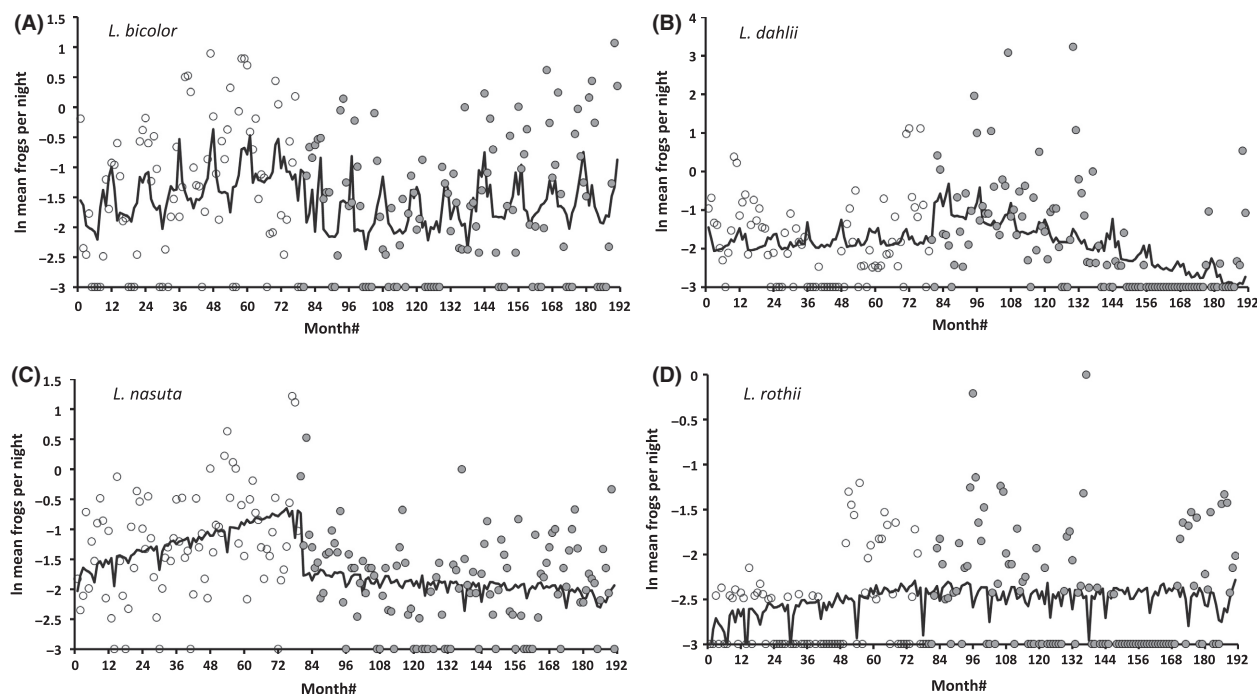 (A)
L. bicolor
ln mean frogs per night
1.5
1
0.5
0
−0.5
−1
−1.5
−2
−2.5
−3
0 12 24 36 48 60 72 84 96 108 120 132 144 156 168 180 192
Month#
(B)
L. dahlii
ln mean frogs per night
4
3
2
1
0
−1
−2
−3
0 12 24 36 48 60 72 84 96 108 120 132 144 156 168 180 192
Month#
(C)
L. nasuta
ln mean frogs per night
1.5
1
0.5
0
−0.5
−1
−1.5
−2
−2.5
−3
0 12 24 36 48 60 72 84 96 108 120 132 144 156 168 180 192
Month#
(D)
L. rothii
ln mean frogs per night
0
−0.5
−1
−1.5
−2
−2.5
−3
0 12 24 36 48 60 72 84 96 108 120 132 144 156 168 180 192
Month#